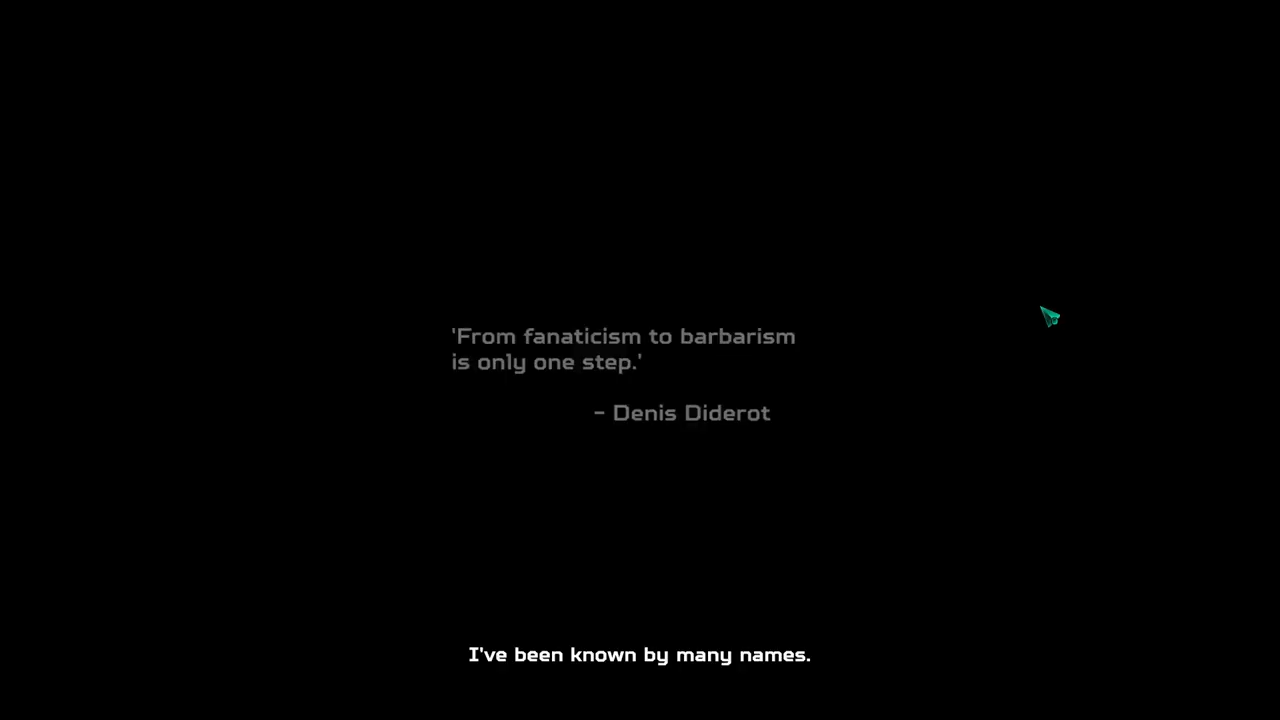 'From fanaticism to barbarism
is only one step.'
- Denis Diderot
I've been known by many names.